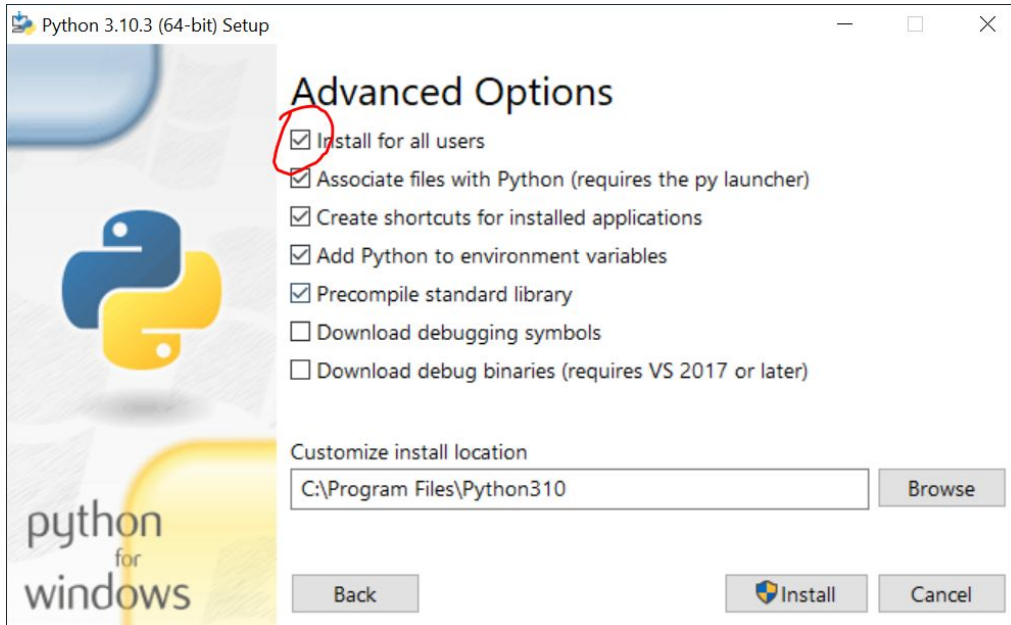 Python 3.10.3 (64-bit) Setup
Advanced Options
Install for all users
Associate files with Python (requires the py launcher)
Create shortcuts for installed applications
Add Python to environment variables
Precompile standard library
Download debugging symbols
Download debug binaries (requires VS 2017 or later)
Customize install location
C:\Program Files\Python310
Browse
python
for
windows
Back
Install
Cancel